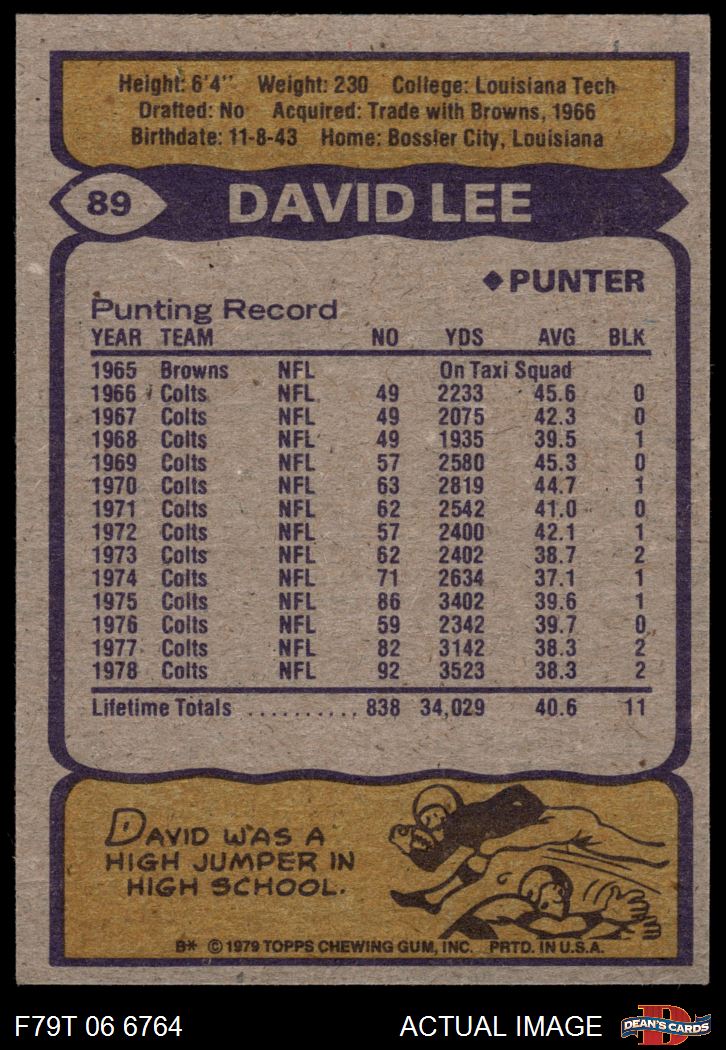 Height: 6'4" Weight: 230 College: Louisiana Tech
Drafted: No Acquired: Trade with Browns, 1966
Birthdate: 11-8-43 Home: Bossier City, Louisiana
89 DAVID LEE
◆PUNTER
Punting Record
YEAR TEAM NO YDS AVG BLK
1965 Browns NFL On Taxi Squad
1966 Colts NFL 49 2233 45.6 0
1967 Colts NFL 49 2075 42.3 0
1968 Colts NFL 49 1935 39.5 1
1969 Colts NFL 57 2580 45.3 0
1970 Colts NFL 63 2819 44.7 1
1971 Colts NFL 62 2542 41.0 0
1972 Colts NFL 57 2400 42.1 1
1973 Colts NFL 62 2402 38.7 2
1974 Colts NFL 71 2634 37.1 1
1975 Colts NFL 86 3402 39.6 1
1976 Colts NFL 59 2342 39.7 0
1977 Colts NFL 82 3142 38.3 2
1978 Colts NFL 92 3523 38.3 2
Lifetime Totals .......... 838 34,029 40.6 11
DAVID WAS A
HIGH JUMPER IN
HIGH SCHOOL.
B* © 1979 TOPPS CHEWING GUM, INC. PRTD. IN U.S.A.
F79T 06 6764 ACTUAL IMAGE D DEAN'S CARDS